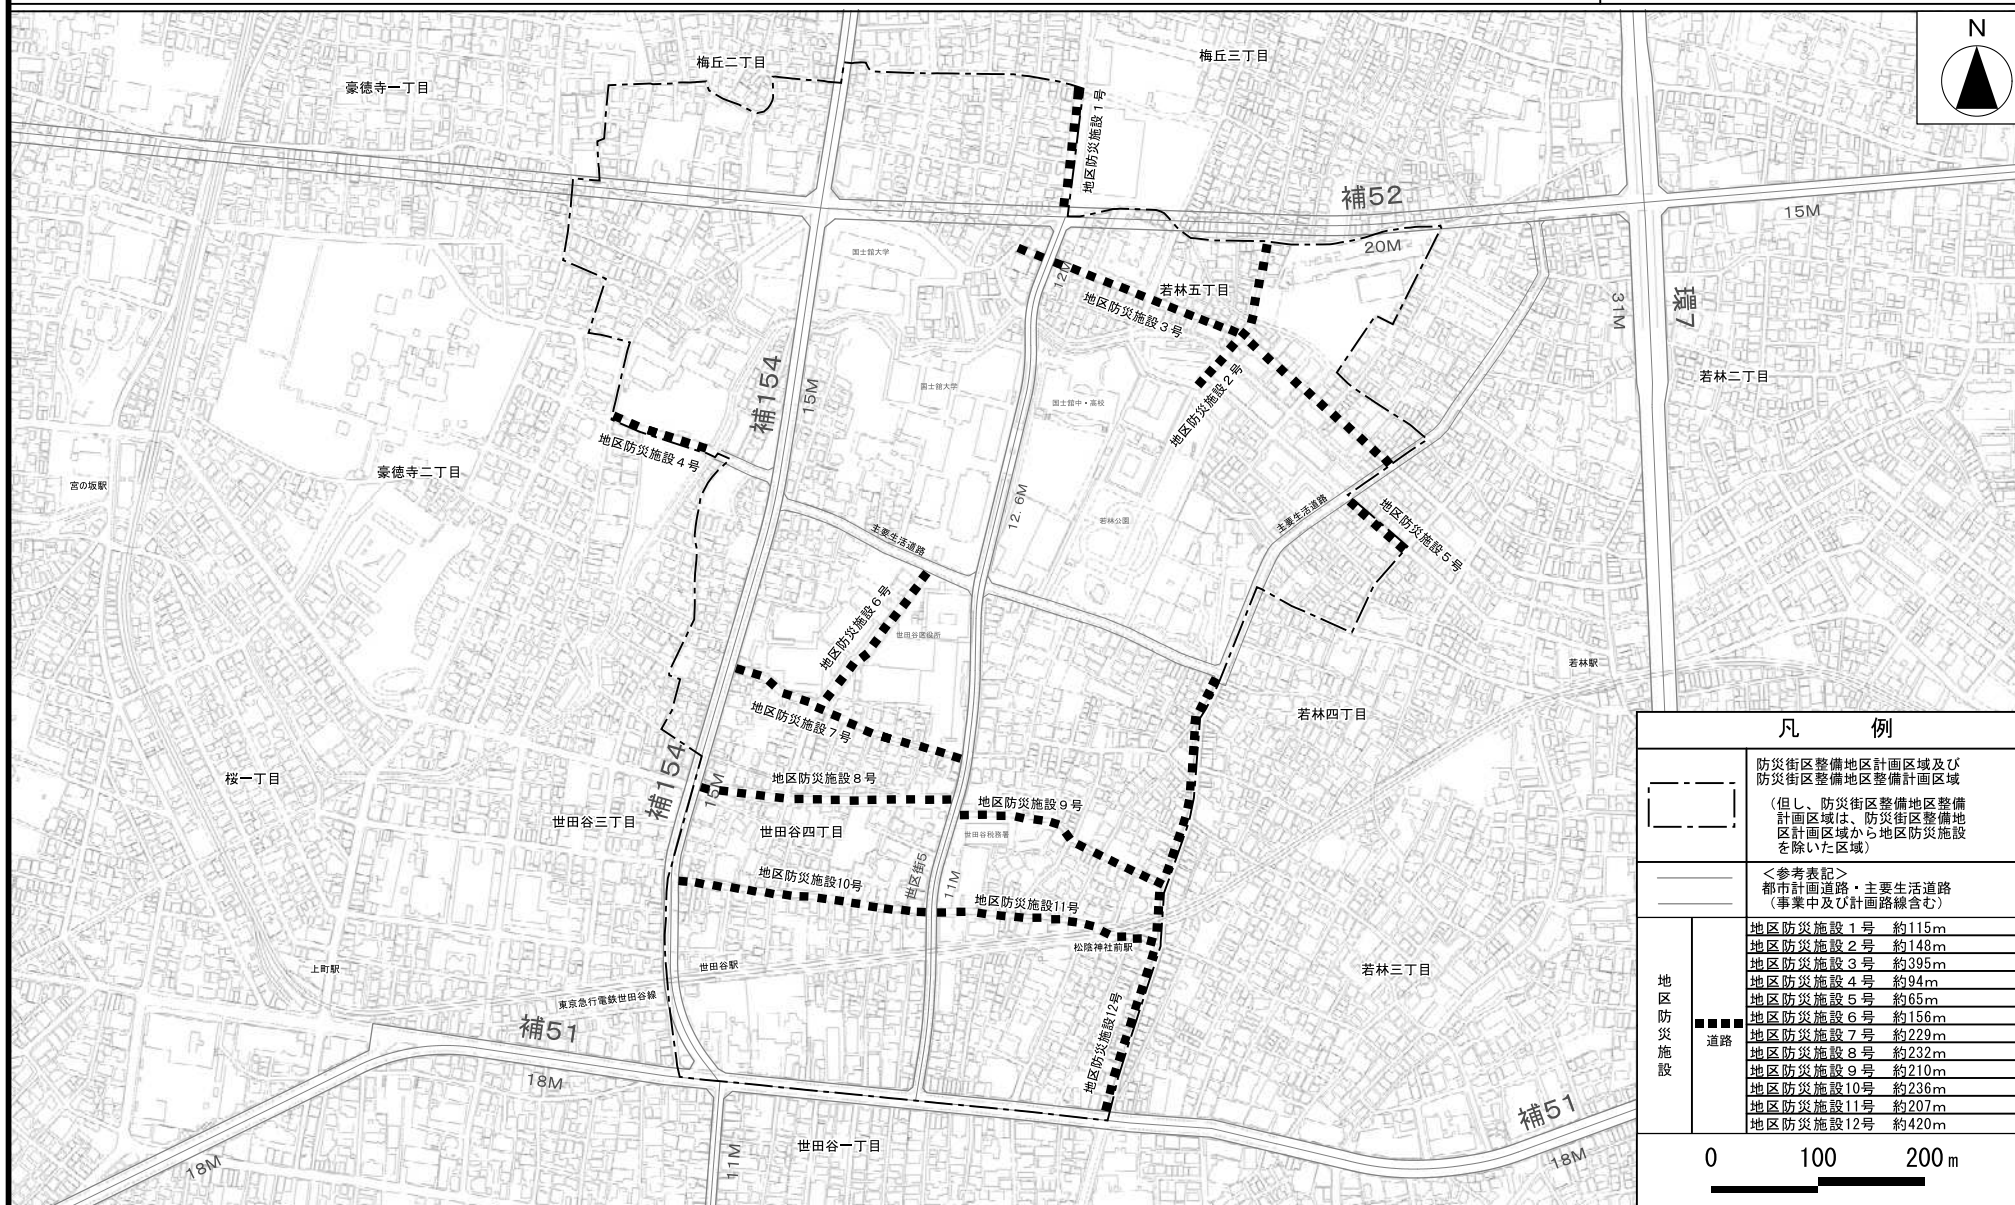 N
梅丘二丁目
梅丘三丁目
豪徳寺一丁目
地区防災施設1号
補52
15M
国士舘大学
20M
12M
若林五丁目
地区防災施設3号
31M
環7
補154
15M
国士舘大学
国士舘中・高校
地区防災施設2号
若林二丁目
地区防災施設4号
豪徳寺二丁目
宮の坂駅
12.6M
若林公園
主要生活道路
主要生活道路
地区防災施設5号
地区防災施設6号
世田谷区役所
若林駅
地区防災施設7号
若林四丁目
桜一丁目
補154
15M
地区防災施設8号
地区防災施設9号
世田谷三丁目
世田谷四丁目
世田谷税務署
世区街5
11M
地区防災施設10号
地区防災施設11号
松陰神社前駅
上町駅
世田谷駅
若林三丁目
東京急行電鉄世田谷線
地区防災施設12号
補51
18M
補51
18M
18M
11M
世田谷一丁目
凡 例
防災街区整備地区計画区域及び
防災街区整備地区整備計画区域
(但し、防災街区整備地区整備
計画区域は、防災街区整備地
区計画区域から地区防災施設
を除いた区域)
<参考表記>
都市計画道路・主要生活道路
(事業中及び計画路線含む)
地区防災施設
道路
地区防災施設1号 約115m
地区防災施設2号 約148m
地区防災施設3号 約395m
地区防災施設4号 約94m
地区防災施設5号 約65m
地区防災施設6号 約156m
地区防災施設7号 約229m
地区防災施設8号 約232m
地区防災施設9号 約210m
地区防災施設10号 約236m
地区防災施設11号 約207m
地区防災施設12号 約420m
0 100 200m